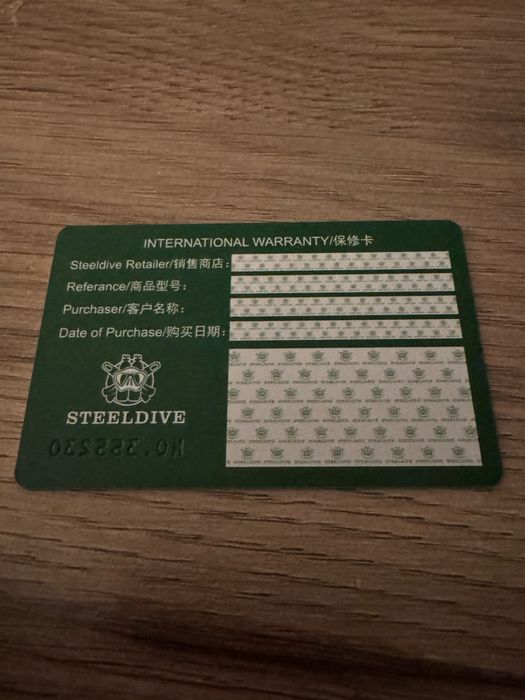 INTERNATIONAL WARRANTY/保修卡
Steeldive Retailer/销售商店：
Referance/商品型号：
Purchaser/客户名称：
Date of Purchase/购买日期：
STEELDIVE
NO.355230